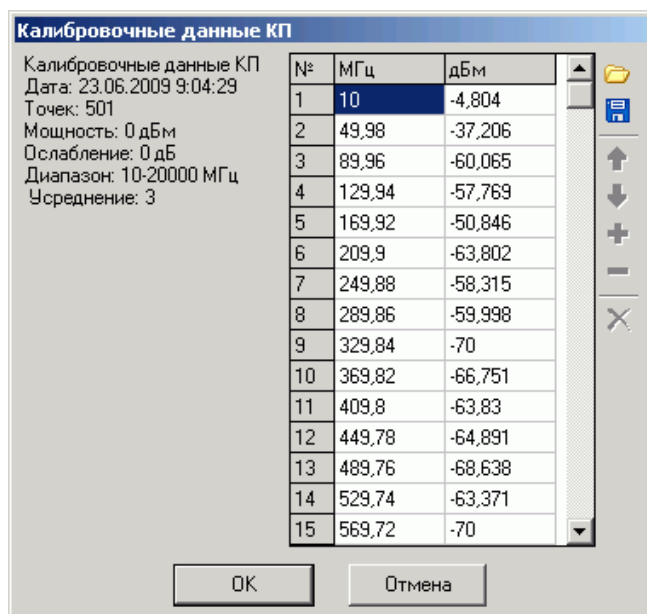 Калибровочные данные КП
Калибровочные данные КП
Дата: 23.06.2009 9:04:29
Точек: 501
Мощность: 0 дБм
Ослабление: 0 дБ
Диапазон: 10-20000 МГц
Усреднение: 3
№ МГц дБм
1 10 -4,804
2 49,98 -37,206
3 89,96 -60,065
4 129,94 -57,769
5 169,92 -50,846
6 209,9 -63,802
7 249,88 -58,315
8 289,86 -59,998
9 329,84 -70
10 369,82 -66,751
11 409,8 -63,83
12 449,78 -64,891
13 489,76 -68,638
14 529,74 -63,371
15 569,72 -70
OK Отмена